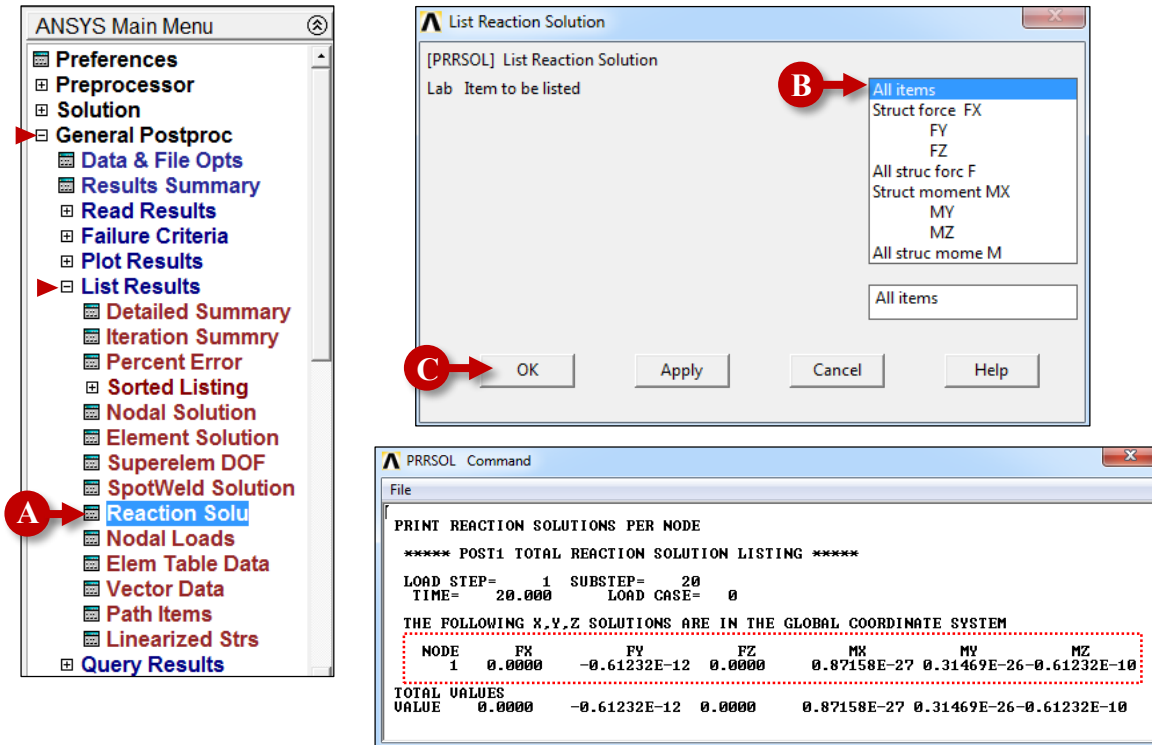 ANSYS Main Menu
Preferences
Preprocessor
Solution
General Postproc
Data & File Opts
Results Summary
Read Results
Failure Criteria
Plot Results
List Results
Detailed Summary
Iteration Summry
Percent Error
Sorted Listing
Nodal Solution
Element Solution
Superelem DOF
SpotWeld Solution
A
Reaction Solu
Nodal Loads
Elem Table Data
Vector Data
Path Items
Linearized Strs
Query Results
List Reaction Solution
[PRRSOL] List Reaction Solution
Lab Item to be listed
B
All items
Struct force FX
FY
FZ
All struc forc F
Struct moment MX
MY
MZ
All struc mome M
All items
C
OK Apply Cancel Help
PRRSOL Command
File
PRINT REACTION SOLUTIONS PER NODE
***** POST1 TOTAL REACTION SOLUTION LISTING *****
LOAD STEP= 1 SUBSTEP= 20
TIME= 20.000 LOAD CASE= 0
THE FOLLOWING X,Y,Z SOLUTIONS ARE IN THE GLOBAL COORDINATE SYSTEM
NODE FX FY FZ MX MY MZ
1 0.0000 -0.61232E-12 0.0000 0.87158E-27 0.31469E-26-0.61232E-10
TOTAL VALUES
VALUE 0.0000 -0.61232E-12 0.0000 0.87158E-27 0.31469E-26-0.61232E-10